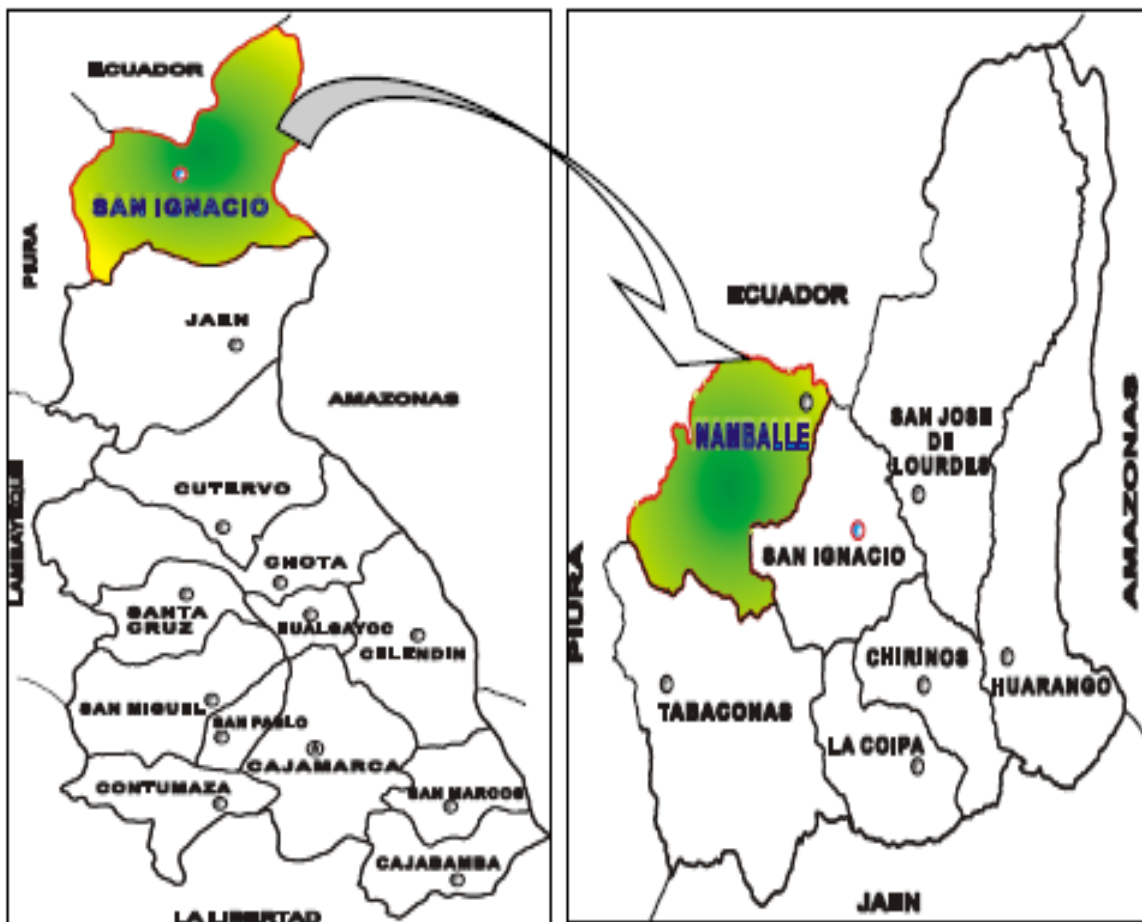 ECUADOR
SAN IGNACIO
PIURA
JAEN
AMAZONAS
LAMBAYEQUE
CUTERVO
CHOTA
SANTA
CRUZ
HUALGAYOC
CELENDIN
SAN MIGUEL
SAN PABLO
CAJAMARCA
CONTUMAZA
SAN MARCOS
CAJABAMBA
LA LIBERTAD
ECUADOR
NAMBALLE
SAN JOSE
DE
LOURDES
AMAZONAS
SAN IGNACIO
PIURA
CHIRINOS
HUARANGO
TABACONAS
LA COIPA
JAEN